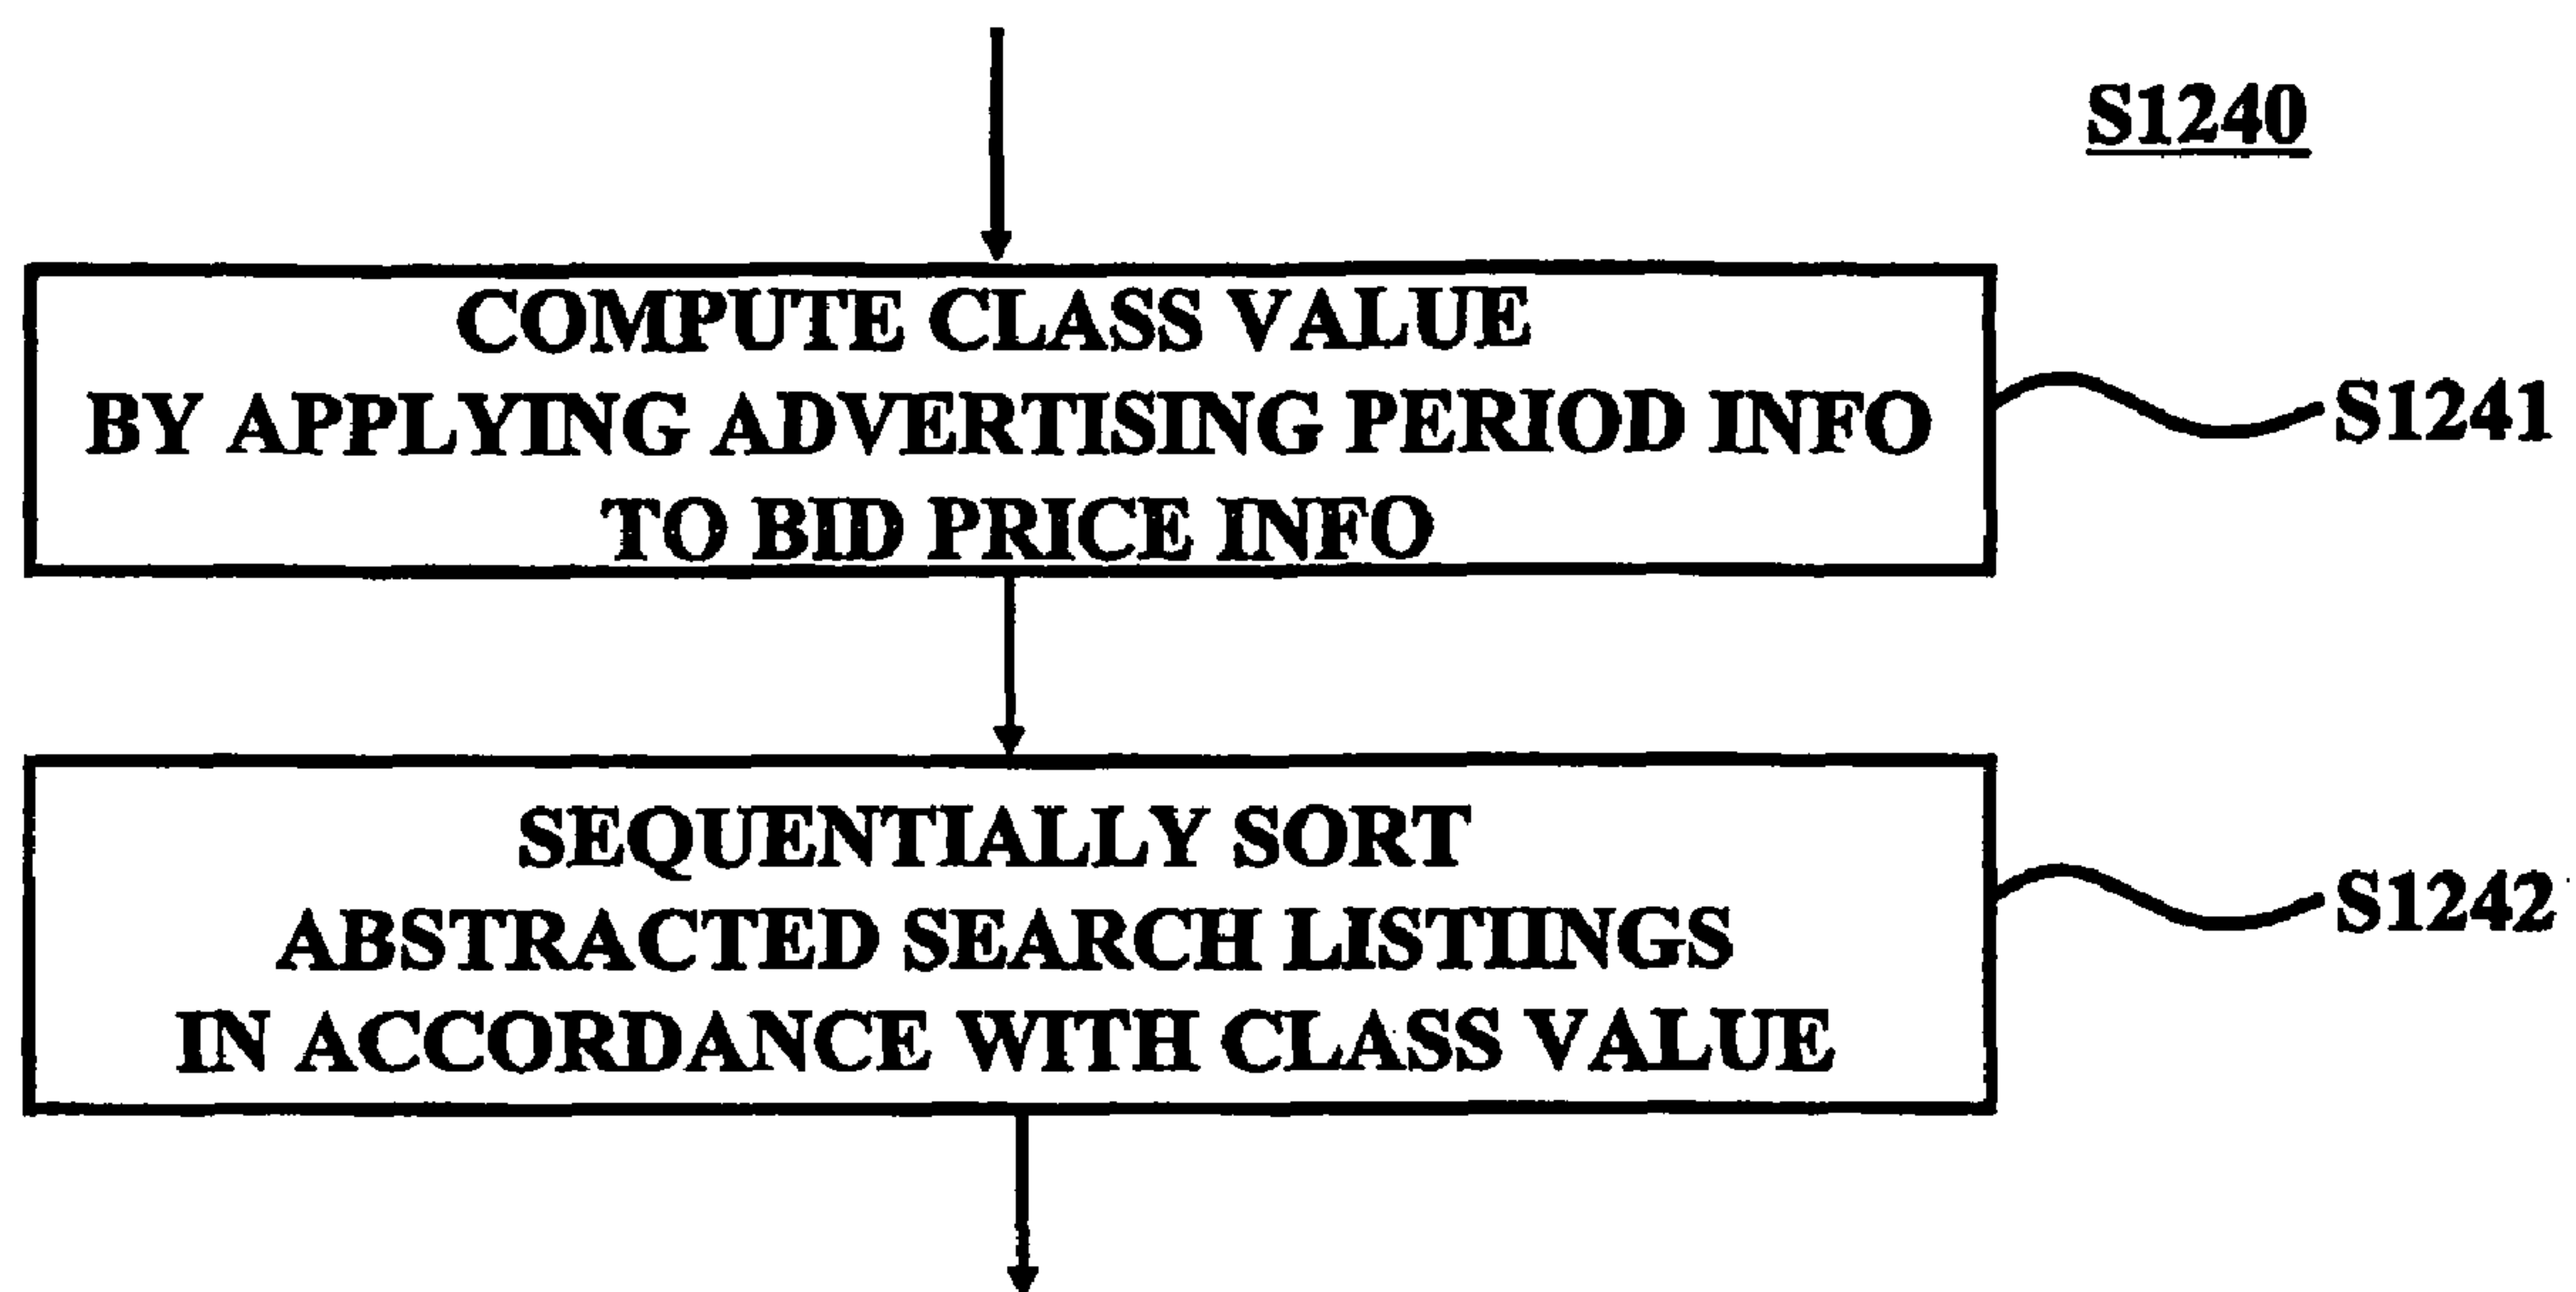 S1240
COMPUTE CLASS VALUE
BY APPLYING ADVERTISING PERIOD INFO
TO BID PRICE INFO
S1241
SEQUENTIALLY SORT
ABSTRACTED SEARCH LISTIINGS
IN ACCORDANCE WITH CLASS VALUE
S1242